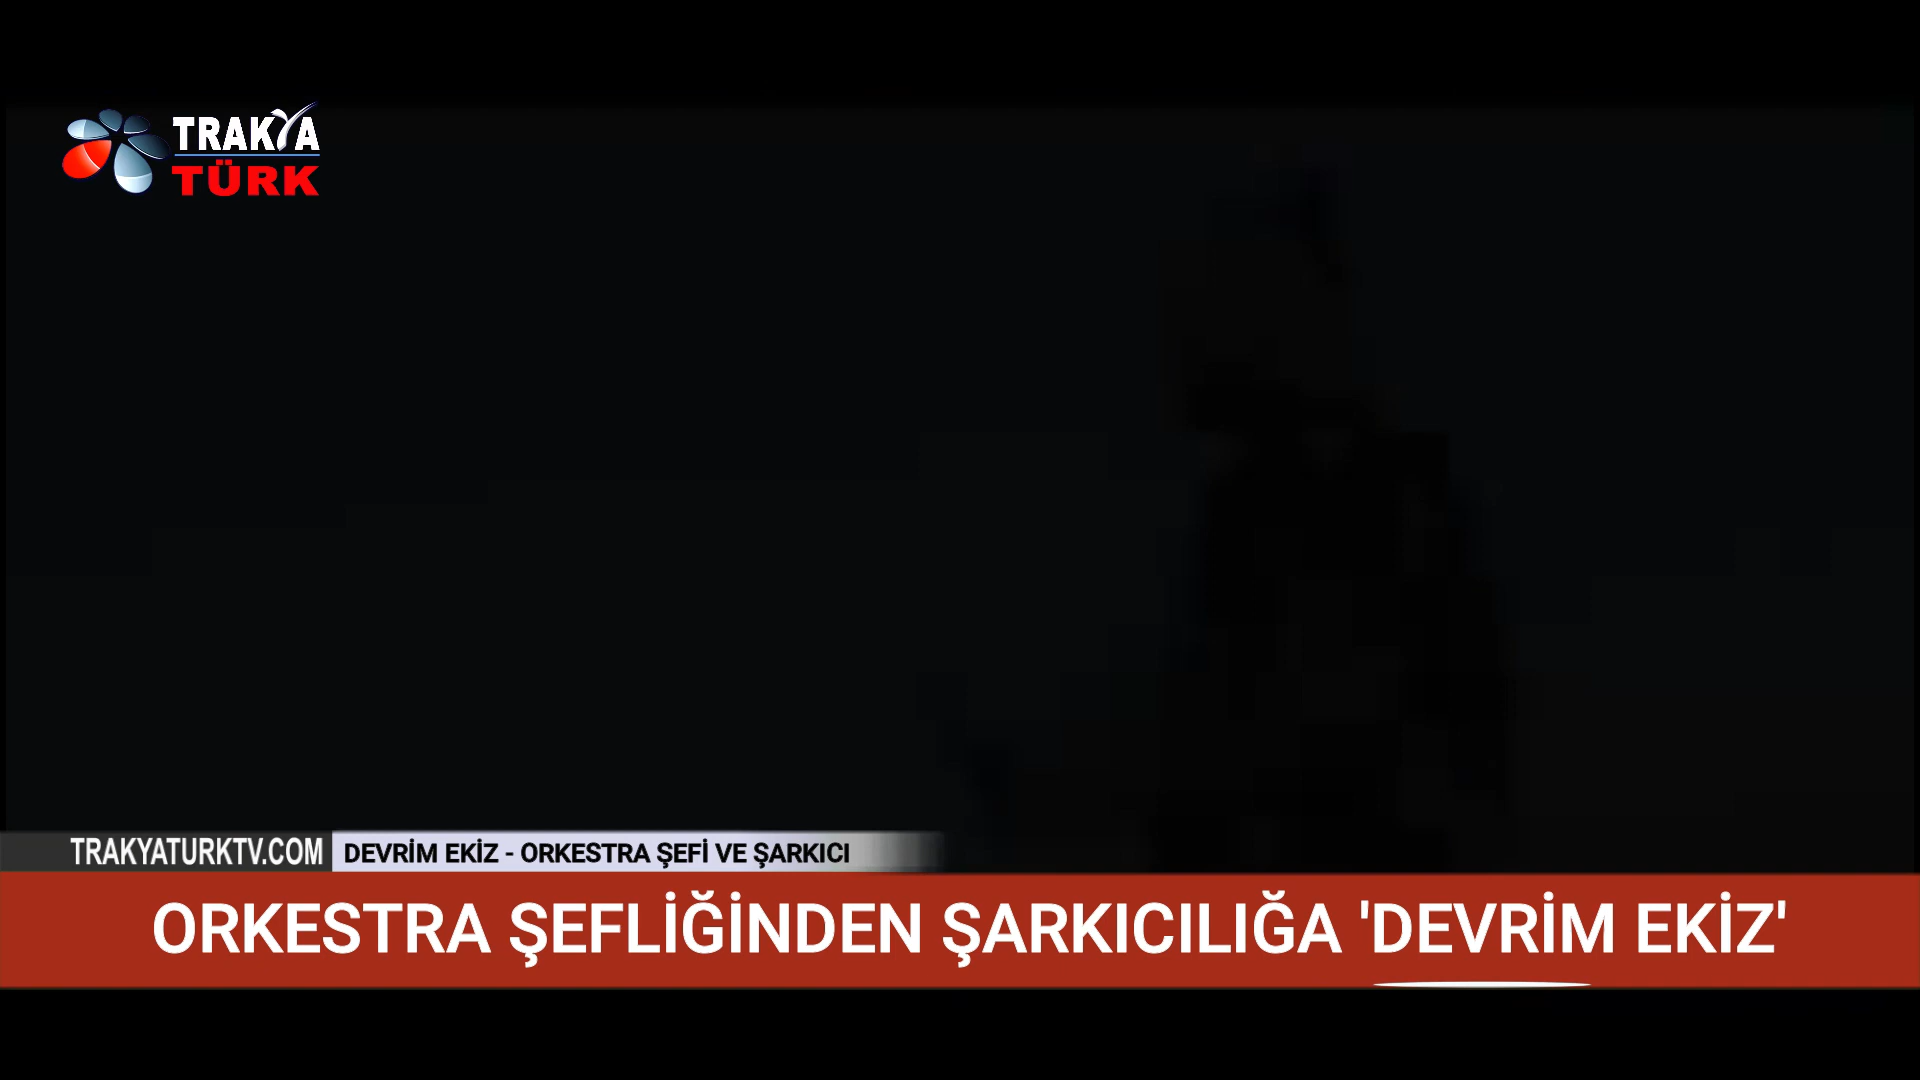 TRAKYA
TÜRK
TRAKYATURKTV.COM
DEVRİM EKİZ - ORKESTRA ŞEFİ VE ŞARKICI
ORKESTRA ŞEFLİĞİNDEN ŞARKICILIĞA 'DEVRİM EKİZ'